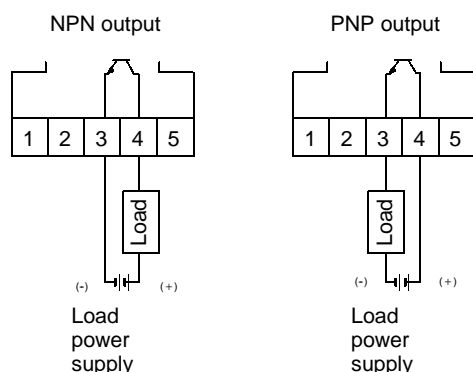 NPN output
PNP output
1 2 3 4 5
1 2 3 4 5
Load
Load
(-) (+)
(-) (+)
Load
power
supply
Load
power
supply